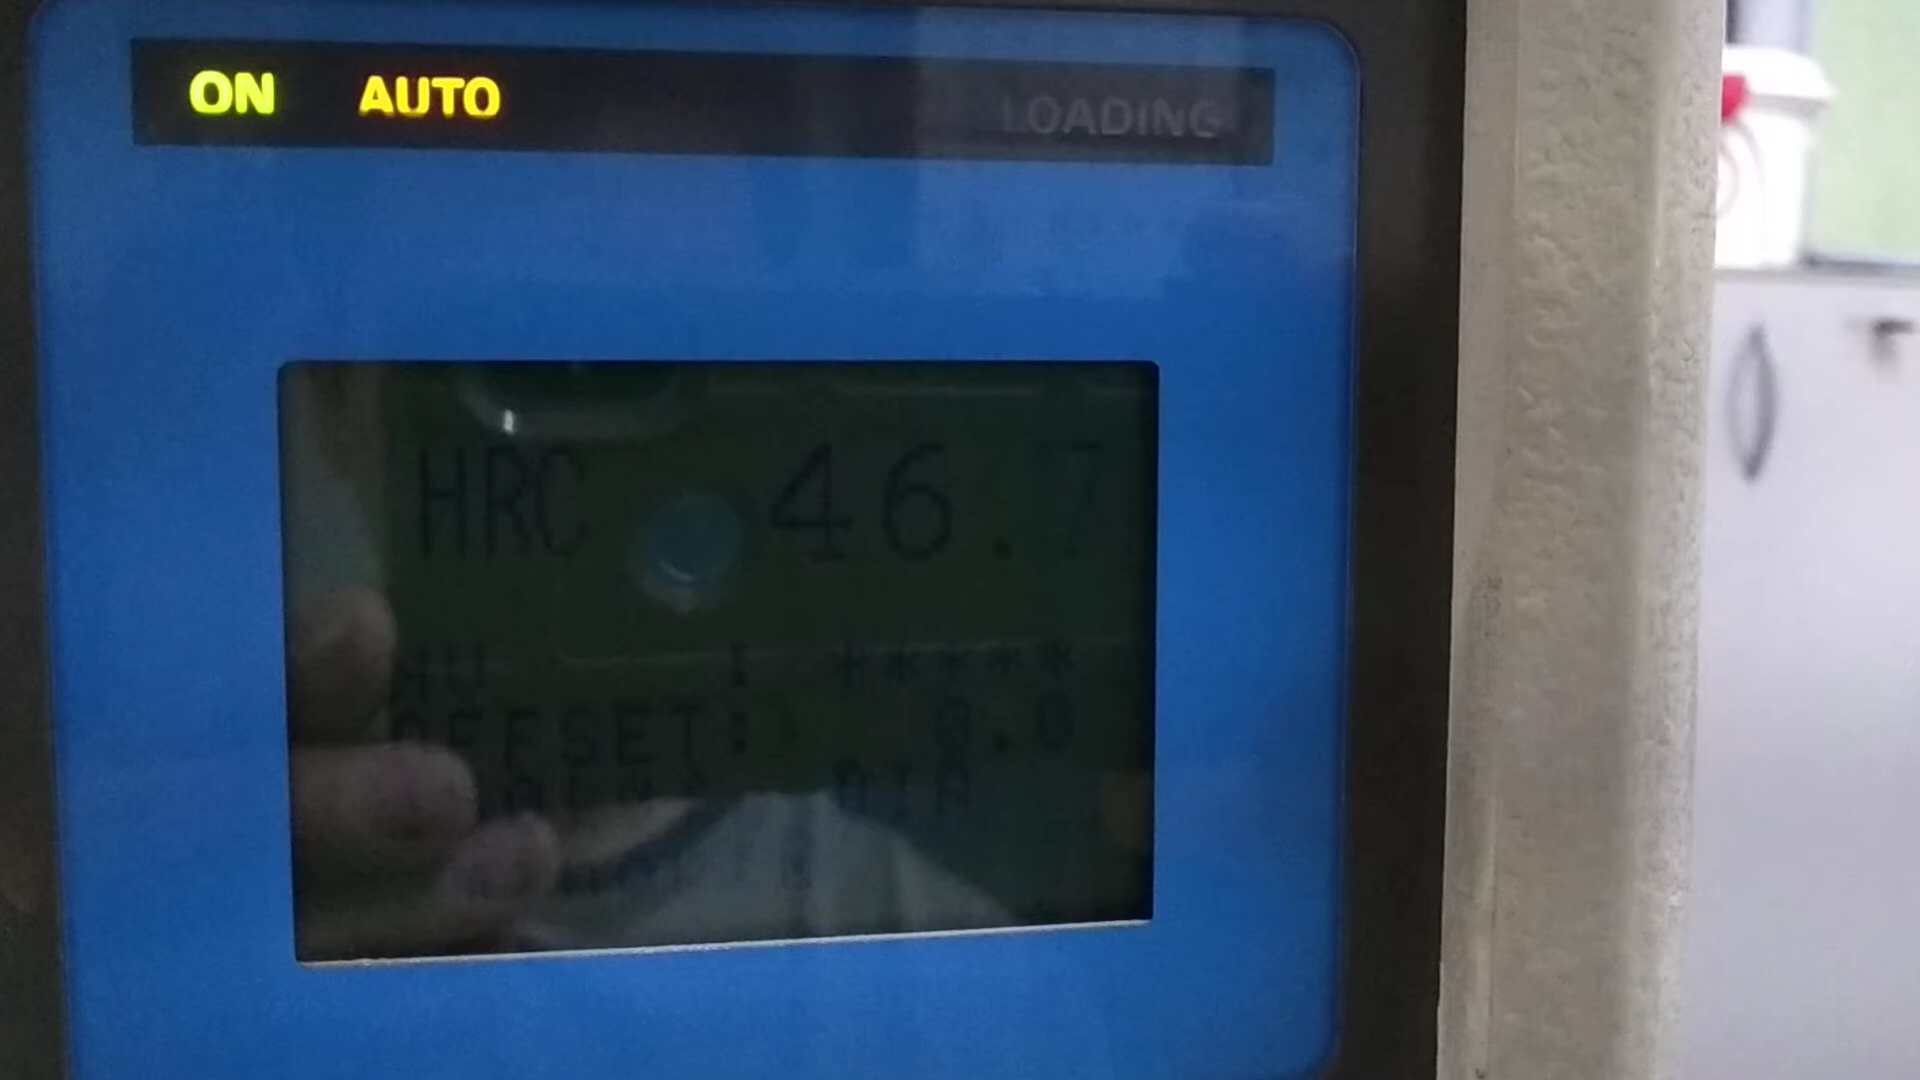 ON AUTO LOADING
HRC 46.7
: *****
OFFSET: 0.0